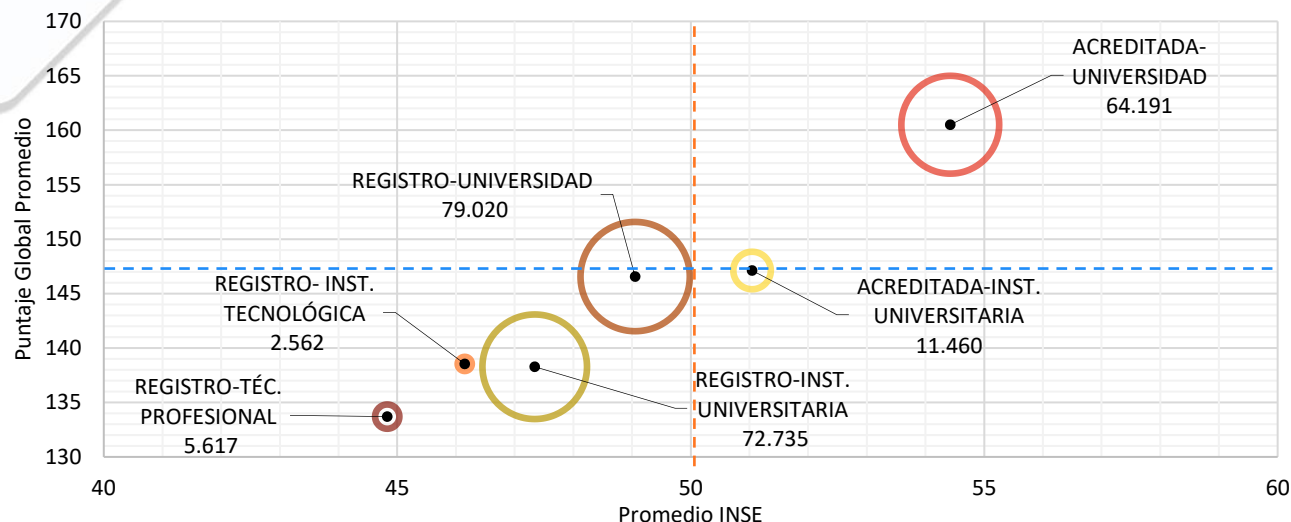 170
165
160
155
150
145
140
135
130
Puntaje Global Promedio
ACREDITADA-
UNIVERSIDAD
64.191
REGISTRO-UNIVERSIDAD
79.020
REGISTRO- INST.
TECNOLÓGICA
2.562
ACREDITADA-INST.
UNIVERSITARIA
11.460
REGISTRO-TÉC.
PROFESIONAL
5.617
REGISTRO-INST.
UNIVERSITARIA
72.735
40 45 50 55 60
Promedio INSE